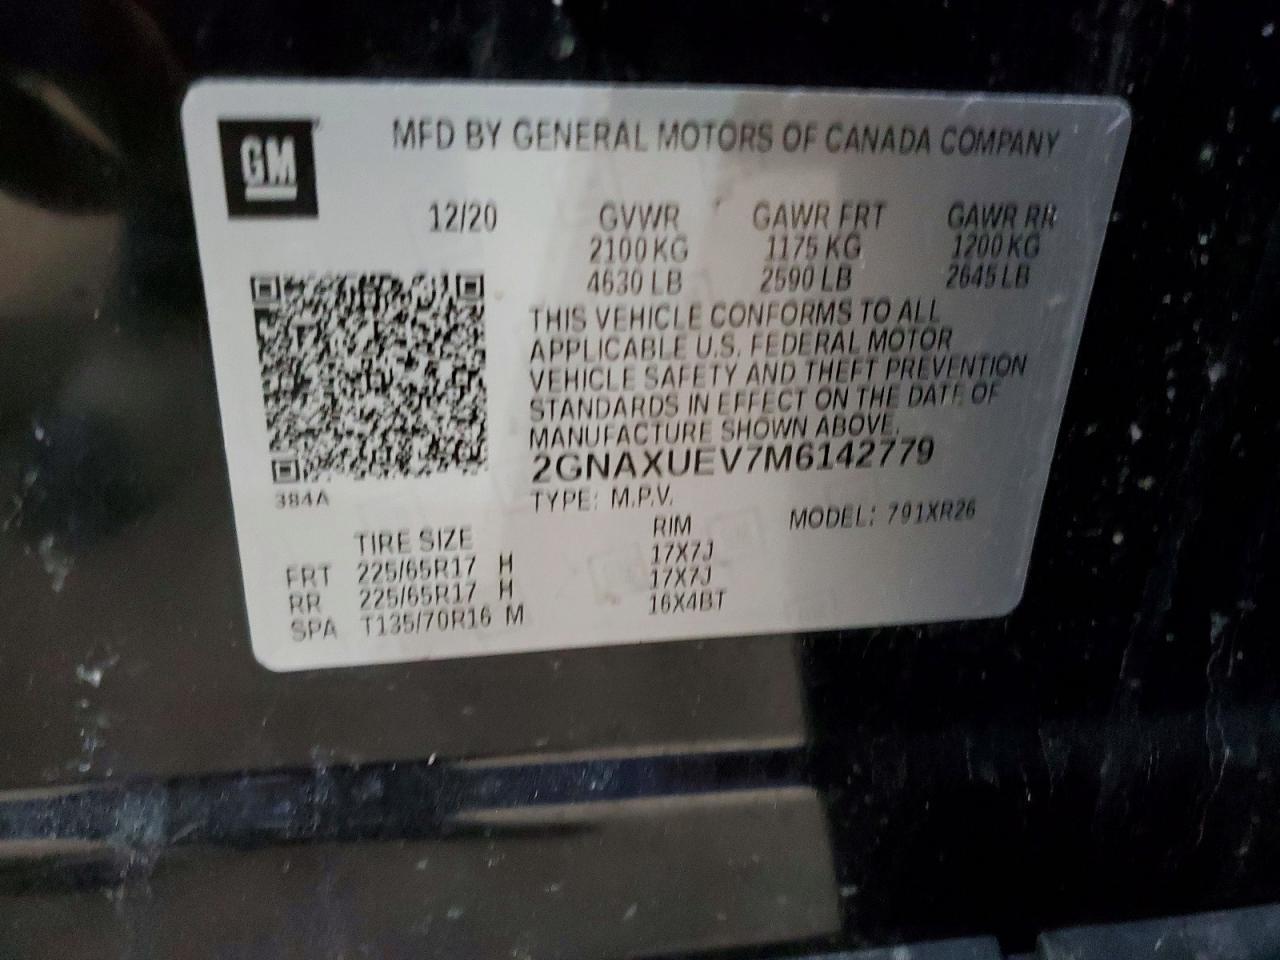 GM
MFD BY GENERAL MOTORS OF CANADA COMPANY
12/20 GVWR GAWR FRT GAWR RR
2100 KG 1175 KG 1200 KG
4630 LB 2590 LB 2645 LB
THIS VEHICLE CONFORMS TO ALL
APPLICABLE U.S. FEDERAL MOTOR
VEHICLE SAFETY AND THEFT PREVENTION
STANDARDS IN EFFECT ON THE DATE OF
MANUFACTURE SHOWN ABOVE.
2GNAXUEV7M6142779
384A
TYPE: M.P.V. MODEL: 791XR26
TIRE SIZE RIM
FRT 225/65R17 H 17X7J
RR 225/65R17 H 17X7J
SPA T135/70R16 M 16X4BT